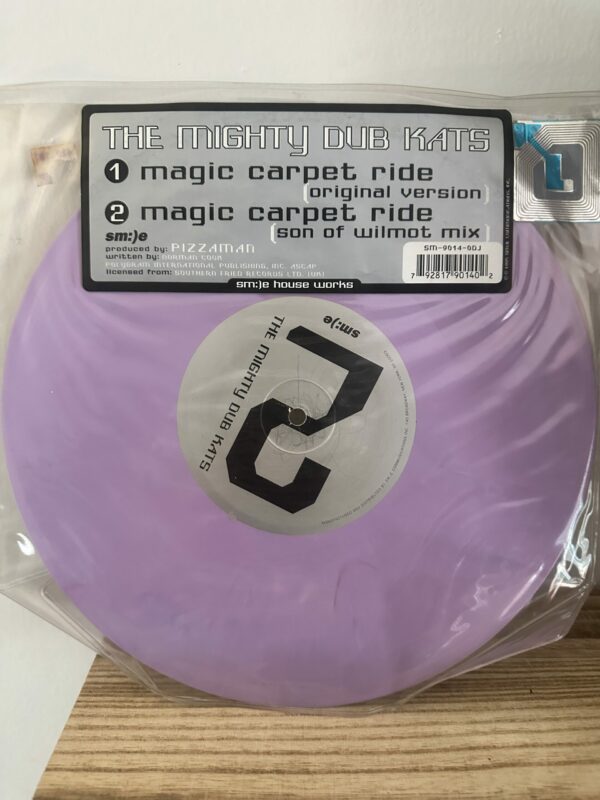 THE MIGHTY DUB KATS
1 magic carpet ride
(original version)
2 magic carpet ride
(son of wilmot mix)
sm:)e
produced by: PIZZAMAN
written by: NORMAN COOK
POLYGRAM INTERNATIONAL PUBLISHING, INC. ASCAP
licensed from: SOUTHERN FRIED RECORDS LTD. (UK)
SM-9014-0DJ
7 92817 90140 2
sm:)e house works
sm:)e
2
THE MIGHTY DUB KATS